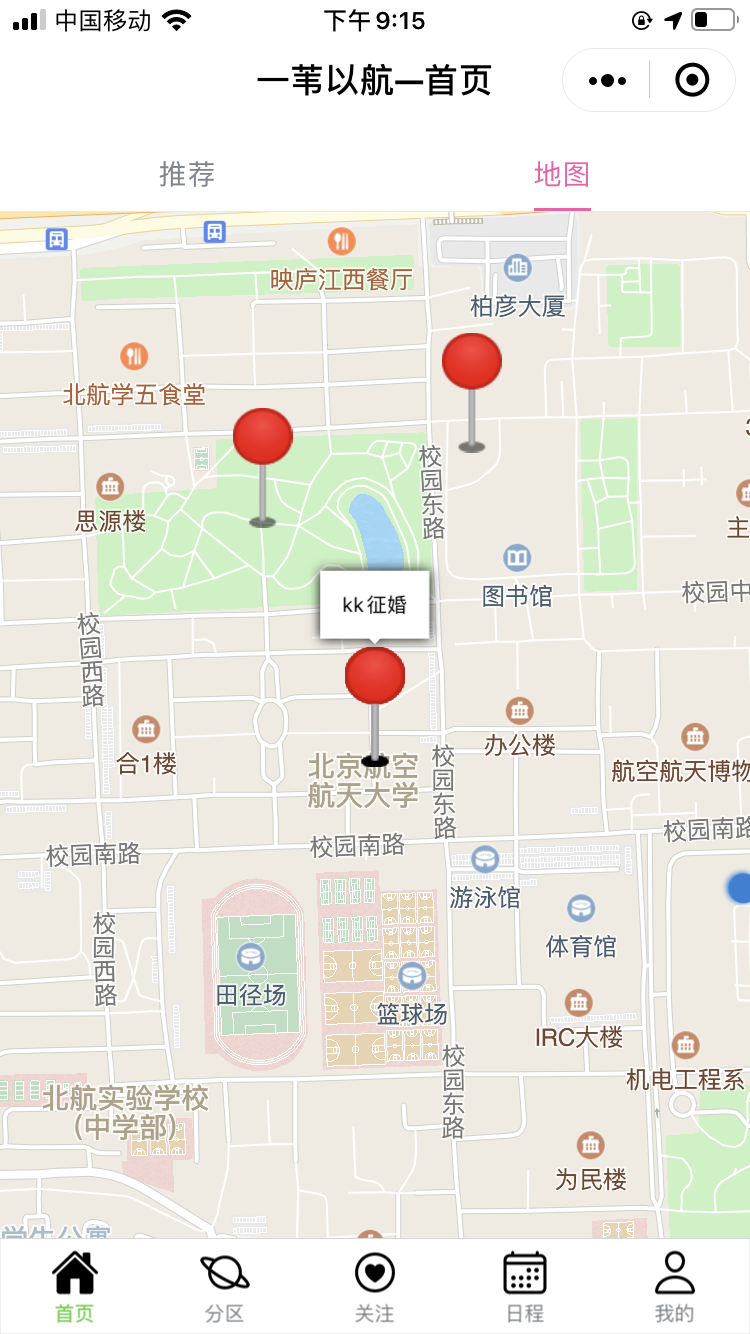 中国移动
下午9:15
一苇以航—首页
推荐
地图
映庐江西餐厅
柏彦大厦
北航学五食堂
思源楼
校园东路
主
图书馆
校园中
kk征婚
校园西路
合1楼
办公楼
航空航天博物
北京航空
航天大学
校园东路
校园南路
校园南路
校园南路
游泳馆
体育馆
校园西路
田径场
篮球场
IRC大楼
机电工程系
校园东路
北航实验学校
(中学部)
为民楼
首页
分区
关注
日程
我的